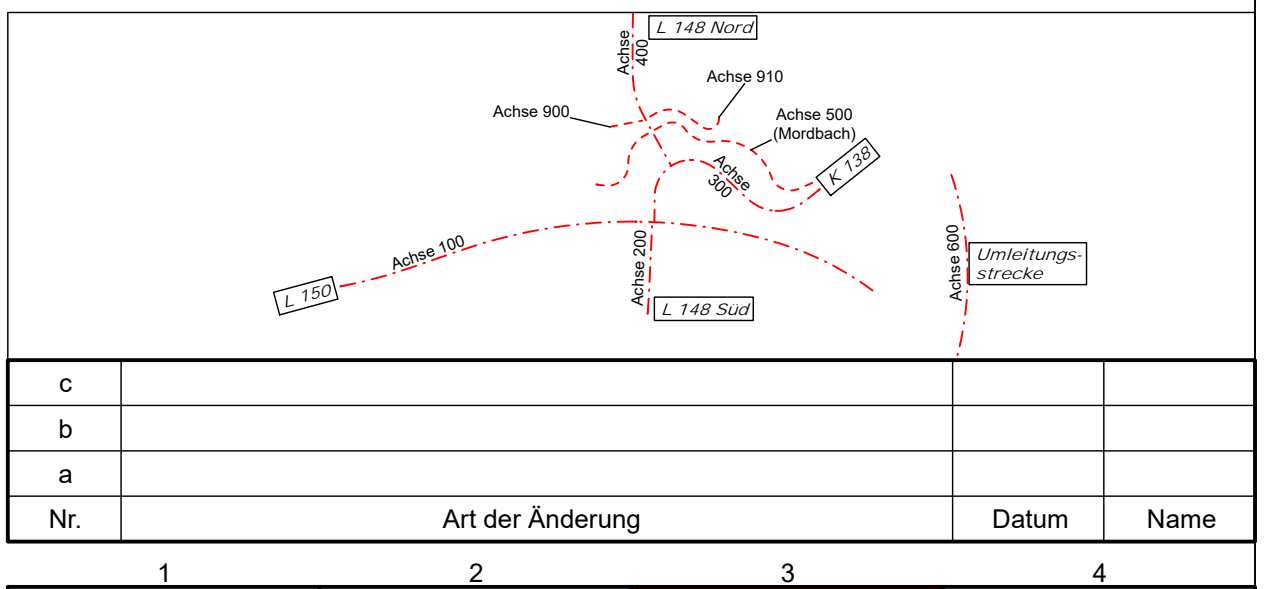 L 148 Nord
Achse
400
Achse 910
Achse 900
Achse 500
(Mordbach)
Achse
300
K 138
Achse 100
Achse 200
Achse 600
Umleitungs-
strecke
L 150
L 148 Süd
c
b
a
Nr. Art der Änderung Datum Name
1 2 3 4